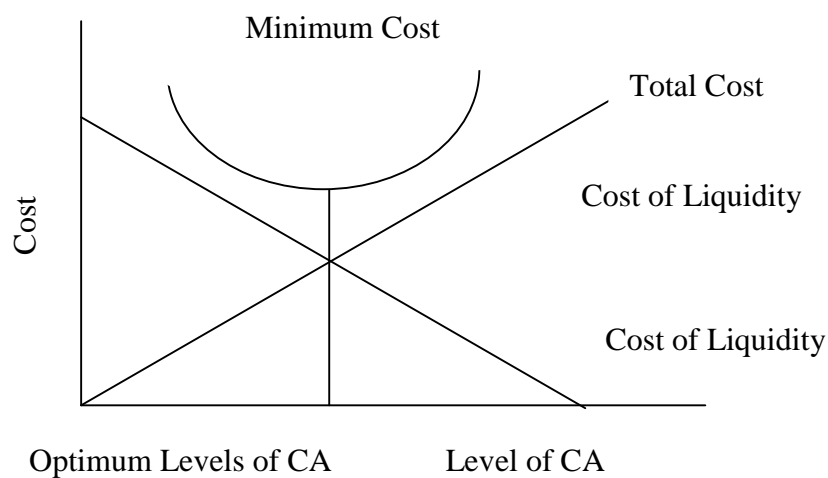 Minimum Cost
Total Cost
Cost of Liquidity
Cost
Cost of Liquidity
Optimum Levels of CA
Level of CA